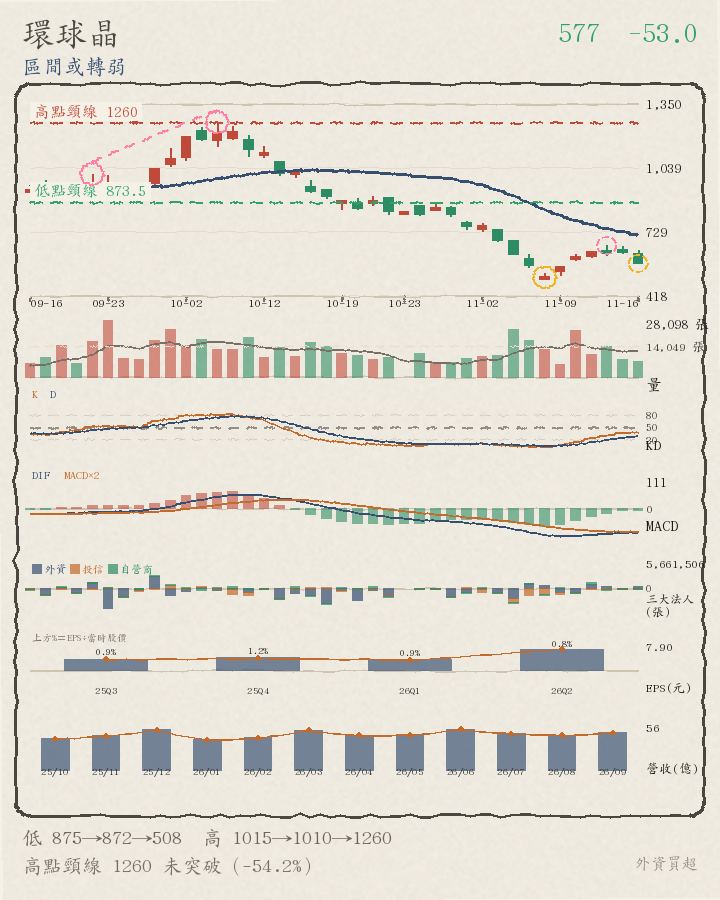 環球晶
577 -53.0
區間或轉弱
高點頸線 1260
低點頸線 873.5
1,350
1,039
729
418
09-16 09-23 10-02 10-12 10-19 10-23 11-02 11-09 11-16
28,098 張
14,049 張
量
K D
80
50
20
KD
DIF MACD×2
111
0
MACD
外資 投信 自營商
5,661,506
0
三大法人
(張)
上方%=EPS÷當時股價
0.9% 1.2% 0.9% 0.8%
7.90
25Q3 25Q4 26Q1 26Q2
EPS(元)
56
25/10 25/11 25/12 26/01 26/02 26/03 26/04 26/05 26/06 26/07 26/08 26/09
營收(億)
低 875→872→508 高 1015→1010→1260
高點頸線 1260 未突破 (-54.2%)
外資買超